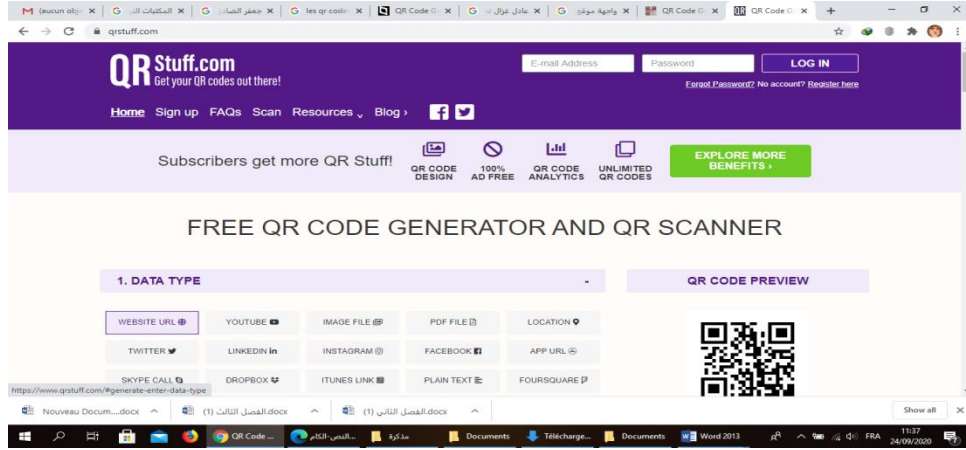 (aucun obje
المكتبات الذ
جعفر الصادق
les qr code
QR Code G
عادل غزال
واجهة موقع
QR Code G
QR Code G
qrstuff.com
QR Stuff.com
Get your QR codes out there!
E-mail Address
Password
LOG IN
Forgot Password? No account? Register here
Home Sign up FAQs Scan Resources Blog ›
Subscribers get more QR Stuff!
QR CODE DESIGN
100% AD FREE
QR CODE ANALYTICS
UNLIMITED QR CODES
EXPLORE MORE BENEFITS ›
FREE QR CODE GENERATOR AND QR SCANNER
1. DATA TYPE -
QR CODE PREVIEW
WEBSITE URL YOUTUBE IMAGE FILE PDF FILE LOCATION
TWITTER LINKEDIN in INSTAGRAM FACEBOOK APP URL
SKYPE CALL DROPBOX ITUNES LINK PLAIN TEXT FOURSQUARE
https://www.qrstuff.com/#generate-enter-data-type
Nouveau Docum....docx
الفصل الثالث (1).docx
الفصل الثاني (1).docx
Show all
QR Code ...
النص-الكام...
مذكرة
Documents
Télécharge...
Documents
Word 2013
FRA
11:37
24/09/2020